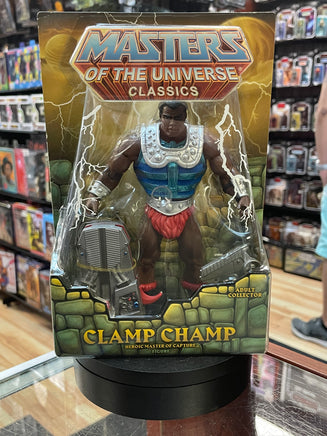 MASTERS
OF THE UNIVERSE
CLASSICS
ADULT
COLLECTOR
CLAMP CHAMP
HEROIC MASTER OF CAPTURE
FIGURE